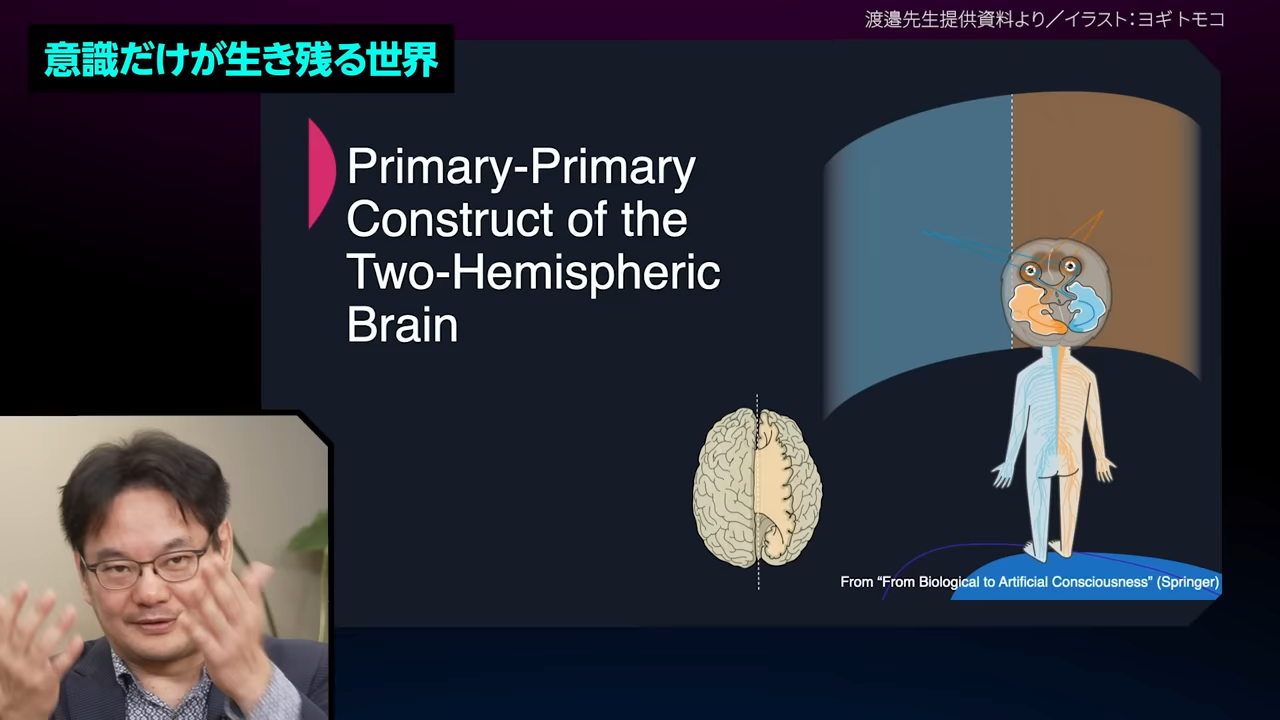 渡邉先生提供資料より／イラスト：ヨギトモコ
意識だけが生き残る世界
Primary-Primary
Construct of the
Two-Hemispheric
Brain
From “From Biological to Artificial Consciousness” (Springer)